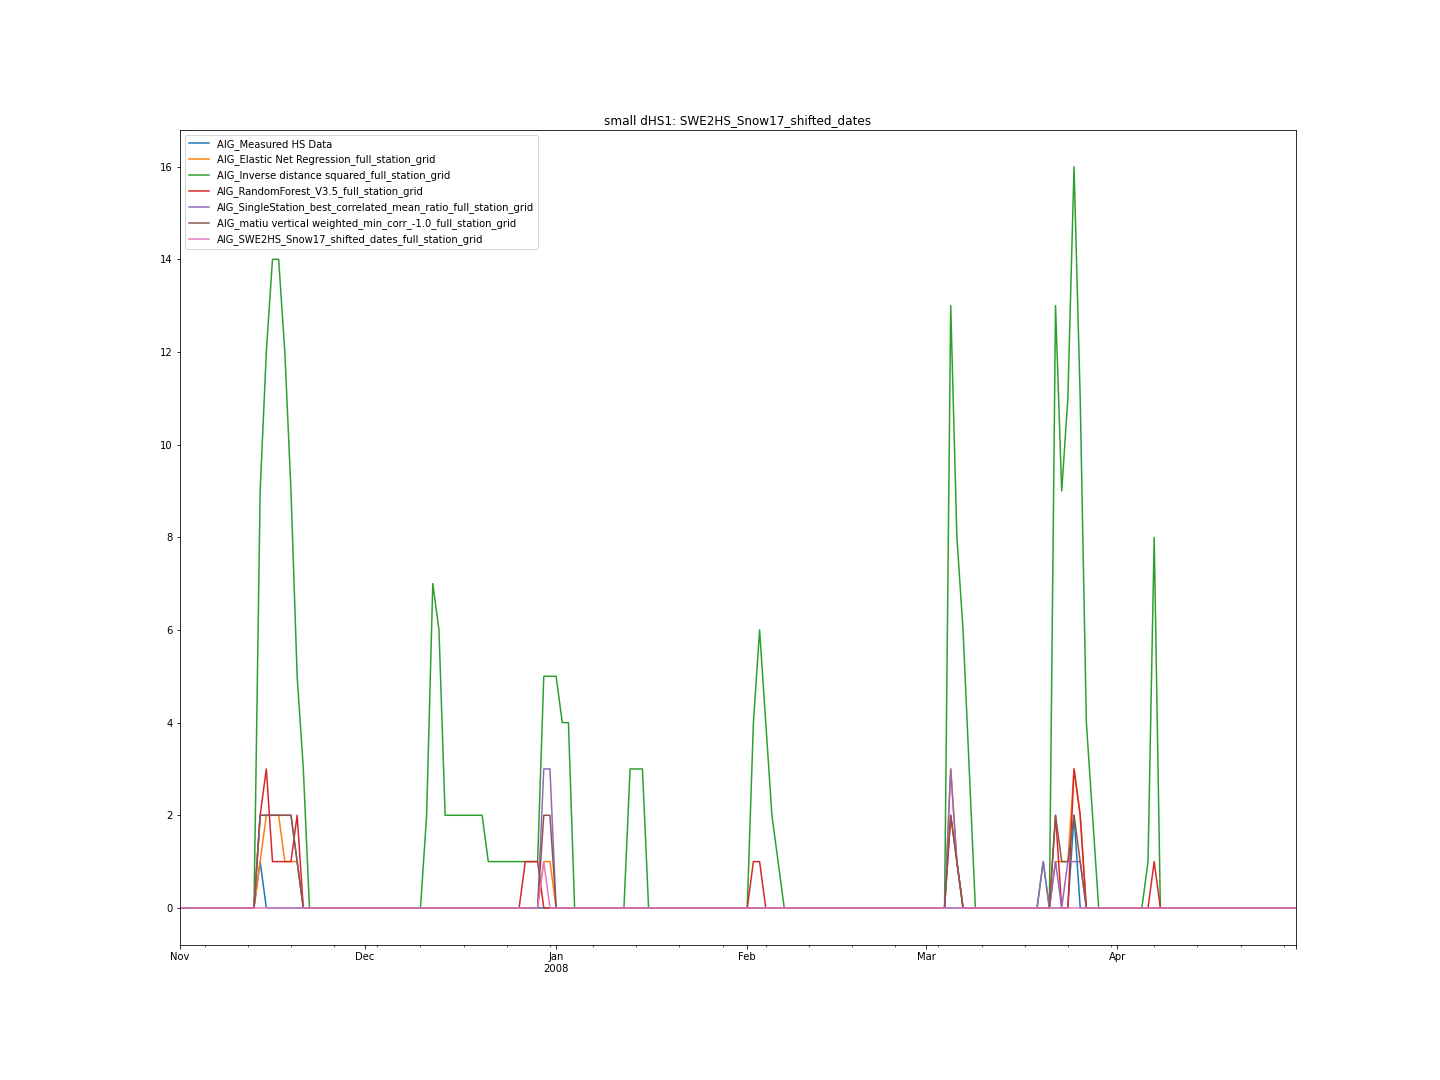 small dHS1: SWE2HS_Snow17_shifted_dates
AIG_Measured HS Data
AIG_Elastic Net Regression_full_station_grid
AIG_Inverse distance squared_full_station_grid
AIG_RandomForest_V3.5_full_station_grid
AIG_SingleStation_best_correlated_mean_ratio_full_station_grid
AIG_matiu vertical weighted_min_corr_-1.0_full_station_grid
AIG_SWE2HS_Snow17_shifted_dates_full_station_grid
16
14
12
10
8
6
4
2
0
Nov Dec Jan Feb Mar Apr
2008